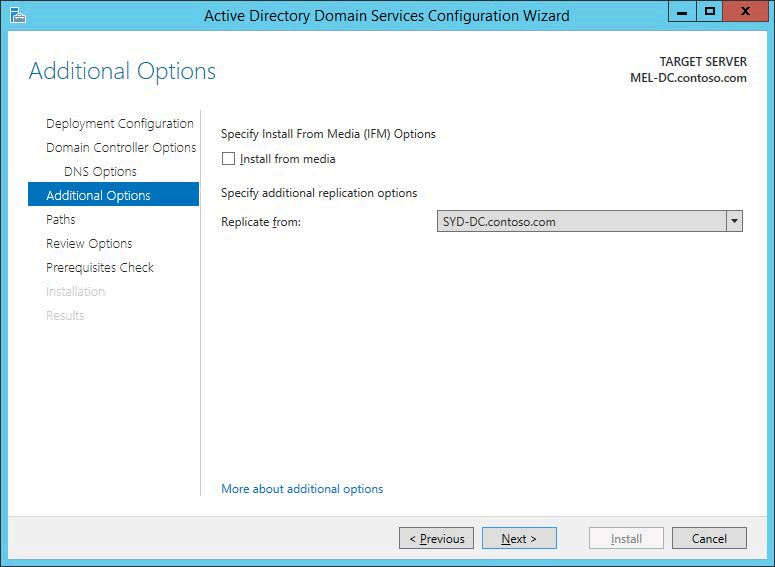 Active Directory Domain Services Configuration Wizard
Additional Options
TARGET SERVER
MEL-DC.contoso.com
Deployment Configuration
Domain Controller Options
DNS Options
Additional Options
Paths
Review Options
Prerequisites Check
Installation
Results
Specify Install From Media (IFM) Options
Install from media
Specify additional replication options
Replicate from: SYD-DC.contoso.com
More about additional options
< Previous Next > Install Cancel